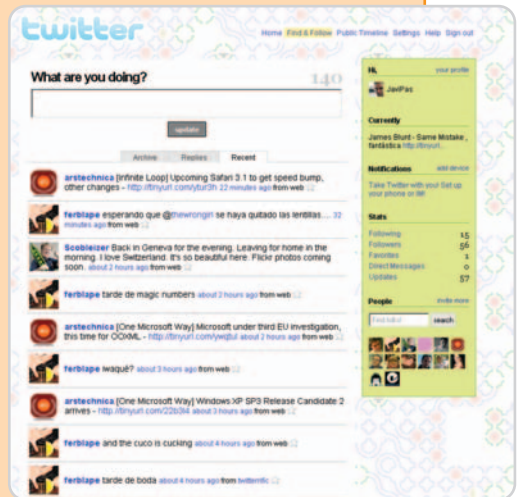 twitter
Home Find & Follow Public Timeline Settings Help Sign out
What are you doing?
140
update
Archive Replies Recent
arstechnica [Infinite Loop] Upcoming Safari 3.1 to get speed bump,
other changes - http://tinyurl.com/ytur3h 22 minutes ago from web
ferblape esperando que @thewrongirl se haya quitado las lentillas... 32
minutes ago from web
Scobleizer Back in Geneva for the evening. Leaving for home in the
morning. I love Switzerland. It's so beautiful here. Flickr photos coming
soon. about 2 hours ago from web
ferblape tarde de magic numbers about 2 hours ago from web
arstechnica [One Microsoft Way] Microsoft under third EU investigation,
this time for OOXML - about 2 hours ago from web
ferblape iwaqué? about 3 hours ago from web
arstechnica [One Microsoft Way] Windows XP SP3 Release Candidate 2
arrives - http://tinyurl.com/22b3l4 about 3 hours ago from web
ferblape and the cuco is cucking about 4 hours ago from web
ferblape tarde de boda about 4 hours ago from twitterrific
Hi, your profile
JaviPas
Currently
James Blunt - Same Mistake ,
fantástica http://tinyurl...
Notifications add device
Take Twitter with you! Set up
your phone or IM!
Stats
Following 15
Followers 56
Favorites 1
Direct Messages 0
Updates 57
People invite more
search